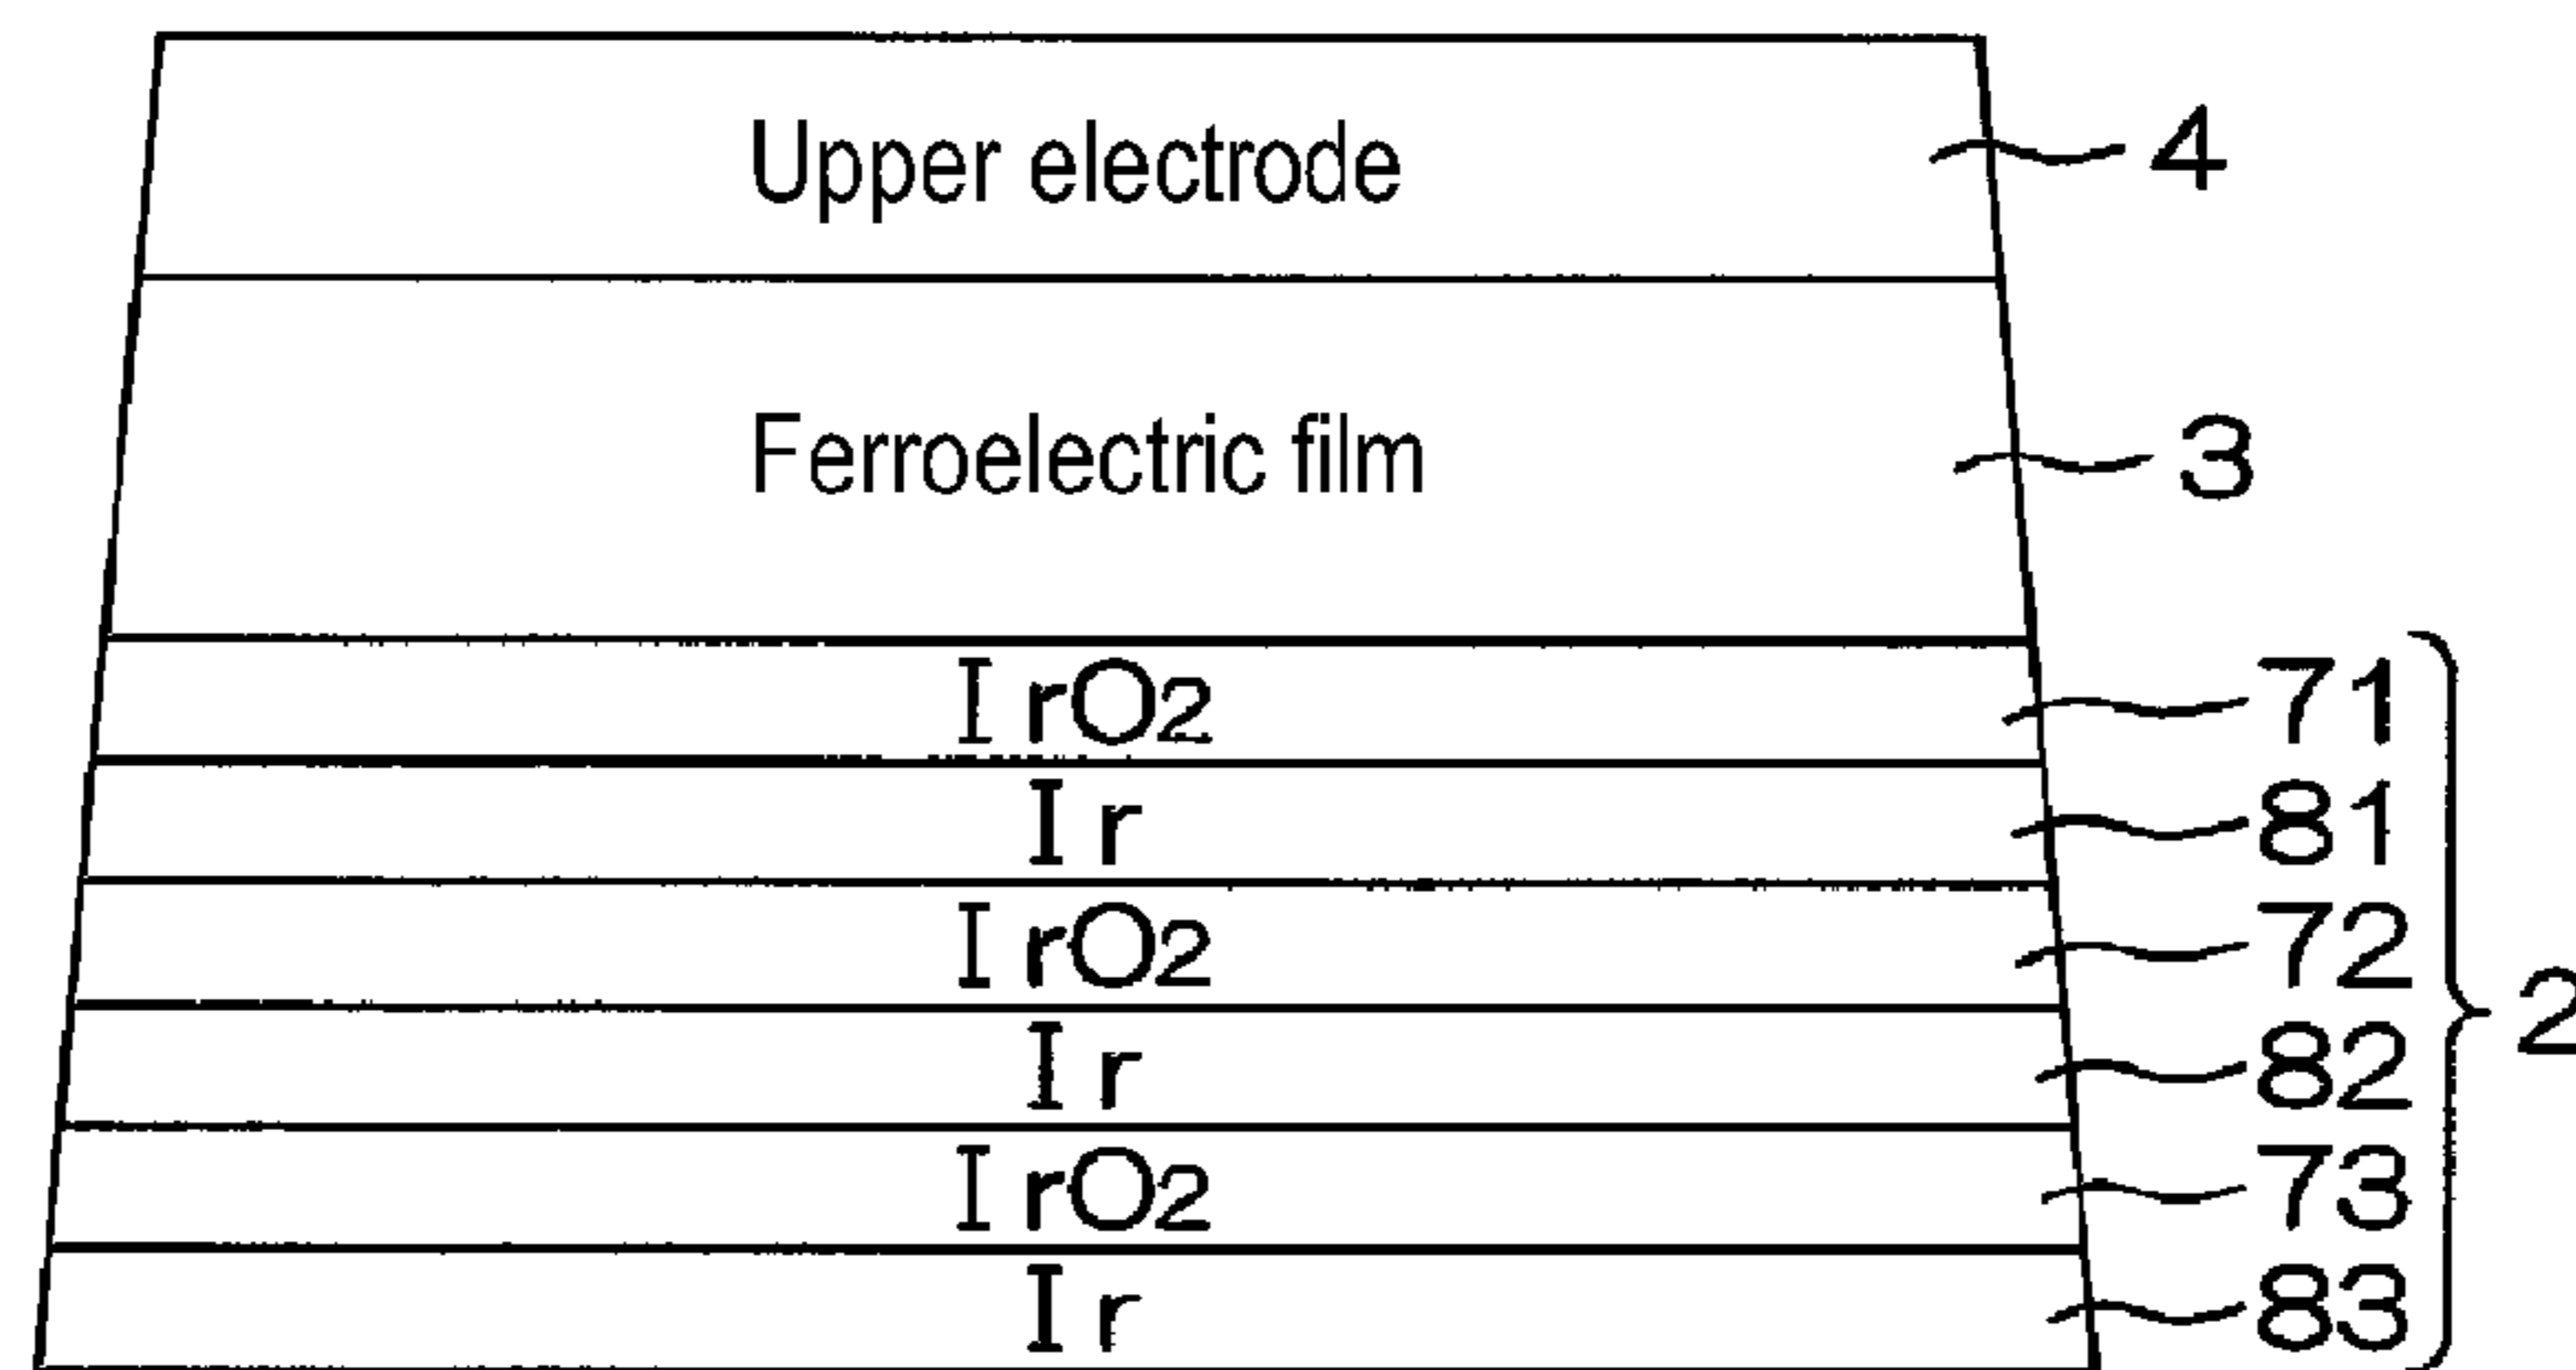 Upper electrode 4
Ferroelectric film 3
IrO2 71
Ir 81
IrO2 72
Ir 82
2
IrO2 73
Ir 83